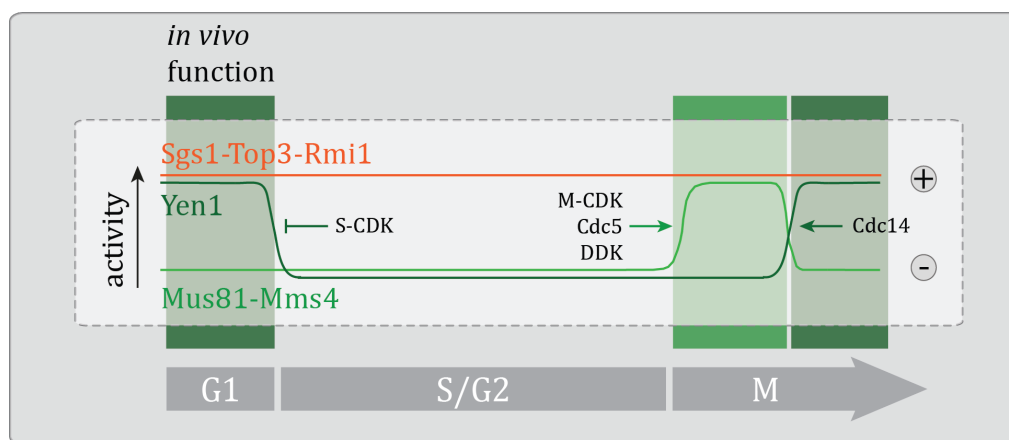 in vivo
function
Sgs1-Top3-Rmi1
Yen1
activity
S-CDK
M-CDK
Cdc5
DDK
Cdc14
+
-
Mus81-Mms4
G1
S/G2
M